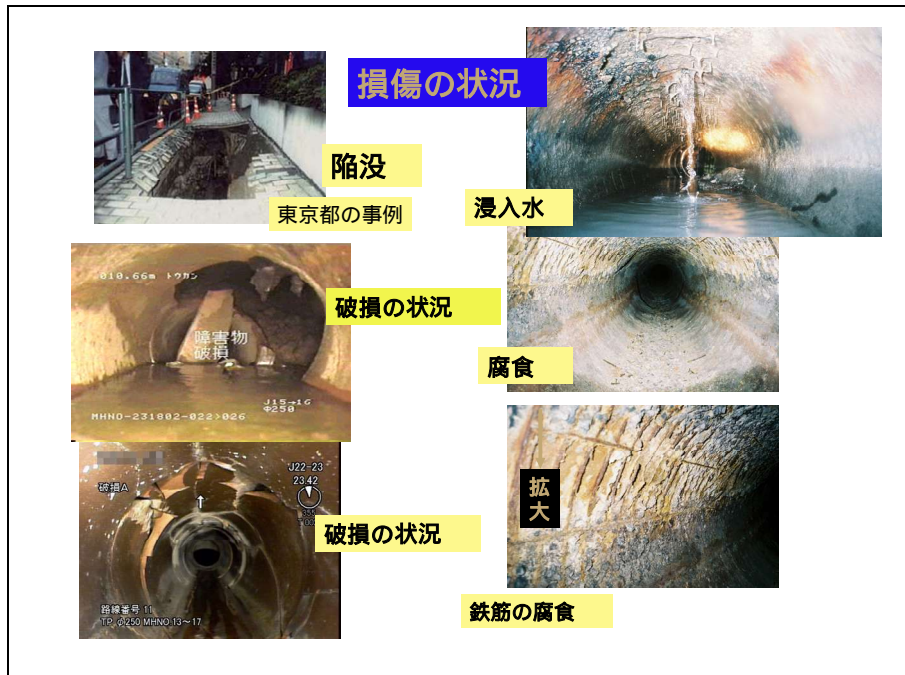 損傷の状況
陥没
東京都の事例
浸入水
010.66m トウカン
障害物
破損
J15→16
Φ250
MHNO-231802-022>026
破損の状況
腐食
J22-23
23.42
破損A
破損の状況
路線番号 11
TP φ250 MHNO 13〜17
拡大
鉄筋の腐食